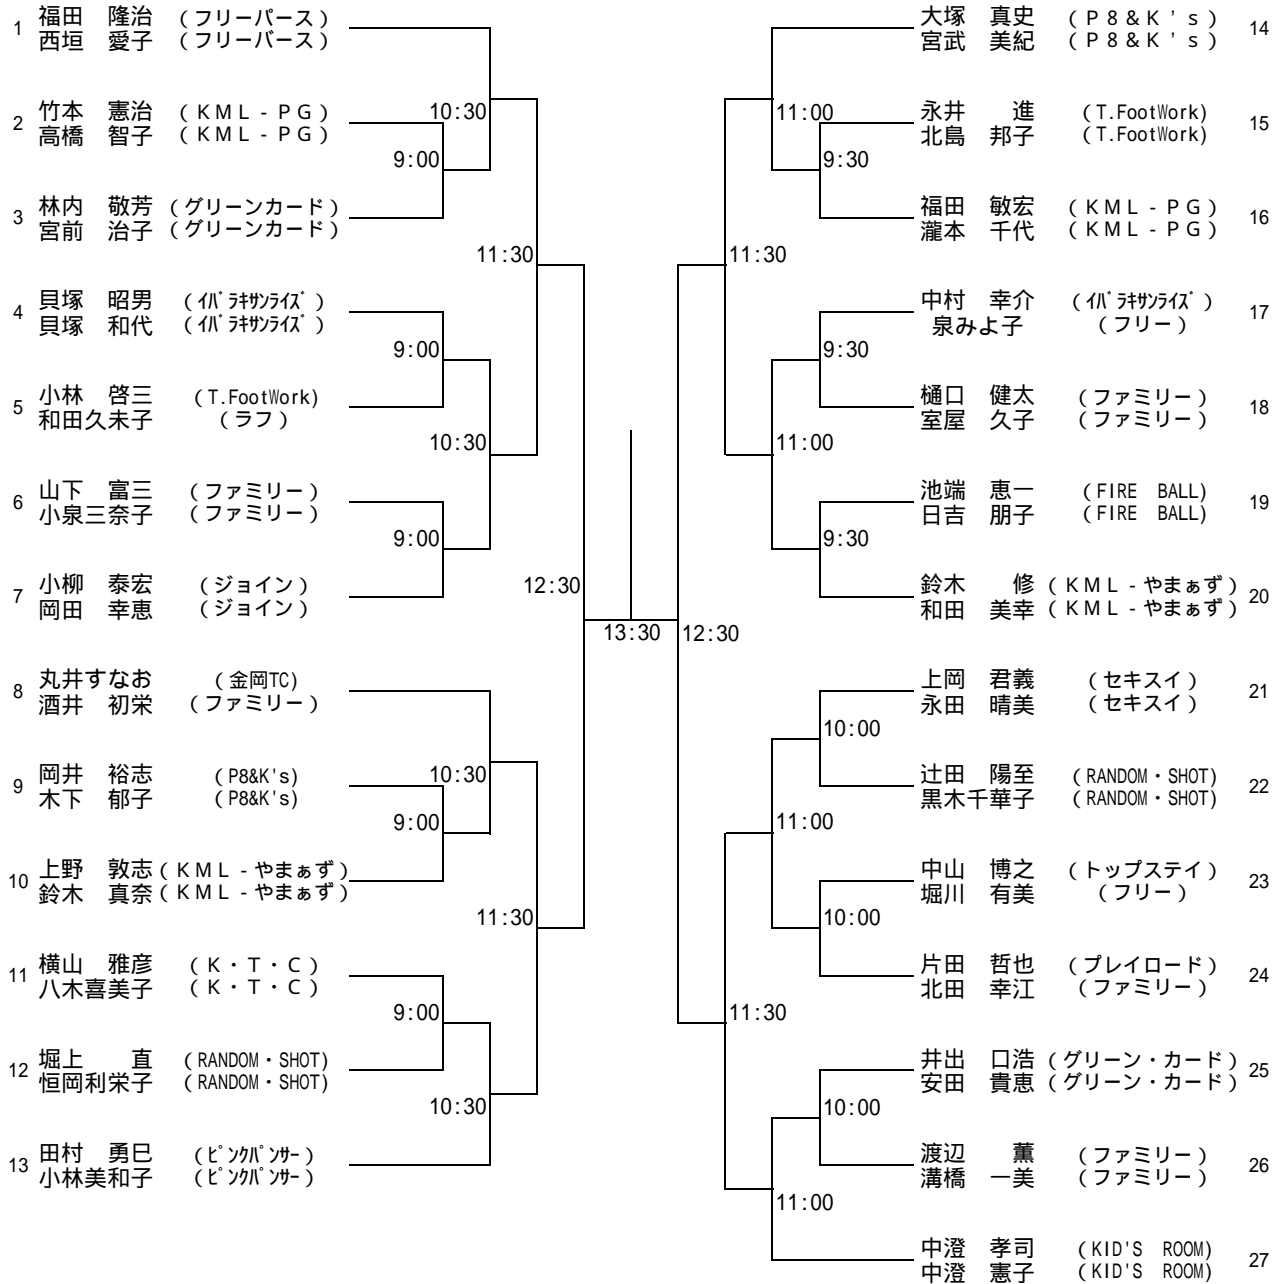 1 福田　隆治 （フリーパース）
西垣　愛子 （フリーバース）
10:30
2 竹本　憲治 （ＫＭＬ‐ＰＧ）
高橋　智子 （ＫＭＬ‐ＰＧ）
9:00
3 林内　敬芳 （グリーンカード）
宮前　治子 （グリーンカード）
11:30
4 貝塚　昭男 （ｲﾊﾞﾗｷｻﾝﾗｲｽﾞ）
貝塚　和代 （ｲﾊﾞﾗｷｻﾝﾗｲｽﾞ）
9:00
5 小林　啓三 （T.FootWork)
和田久未子 （ラフ）
10:30
6 山下　富三 （ファミリー）
小泉三奈子 （ファミリー）
9:00
7 小柳　泰宏 （ジョイン）
岡田　幸恵 （ジョイン）
12:30
8 丸井すなお （金岡TC)
酒井　初栄 （ファミリー）
10:30
9 岡井　裕志 （P8&K's)
木下　郁子 （P8&K's)
9:00
10 上野　敦志 （ＫＭＬ‐やまぁず）
鈴木　真奈 （ＫＭＬ‐やまぁず）
11:30
11 横山　雅彦 （Ｋ・Ｔ・Ｃ）
八木喜美子 （Ｋ・Ｔ・Ｃ）
9:00
12 堀上　　直 （RANDOM・SHOT)
恒岡利栄子 （RANDOM・SHOT)
10:30
13 田村　勇巳 （ﾋﾟﾝｸﾊﾟﾝｻｰ）
小林美和子 （ﾋﾟﾝｸﾊﾟﾝｻｰ）
13:30
大塚　真史 （Ｐ８＆Ｋ'ｓ） 14
宮武　美紀 （Ｐ８＆Ｋ'ｓ）
11:00
永井　　進 （T.FootWork) 15
北島　邦子 （T.FootWork)
9:30
福田　敏宏 （ＫＭＬ‐ＰＧ） 16
瀧本　千代 （ＫＭＬ‐ＰＧ）
11:30
中村　幸介 （ｲﾊﾞﾗｷｻﾝﾗｲｽﾞ） 17
泉みよ子 （フリー）
9:30
樋口　健太 （ファミリー） 18
室屋　久子 （ファミリー）
11:00
池端　恵一 （FIRE　BALL) 19
日吉　朋子 （FIRE　BALL)
9:30
鈴木　　修 （ＫＭＬ‐やまぁず） 20
和田　美幸 （ＫＭＬ‐やまぁず）
12:30
上岡　君義 （セキスイ） 21
永田　晴美 （セキスイ）
10:00
辻田　陽至 （RANDOM・SHOT) 22
黒木千華子 （RANDOM・SHOT)
11:00
中山　博之 （トップステイ） 23
堀川　有美 （フリー）
10:00
片田　哲也 （プレイロード） 24
北田　幸江 （ファミリー）
11:30
井出　口浩 （グリーン・カード） 25
安田　貴恵 （グリーン・カード）
10:00
渡辺　　薫 （ファミリー） 26
溝橋　一美 （ファミリー）
11:00
中澄　孝司 （KID'S　ROOM) 27
中澄　憲子 （KID'S　ROOM)